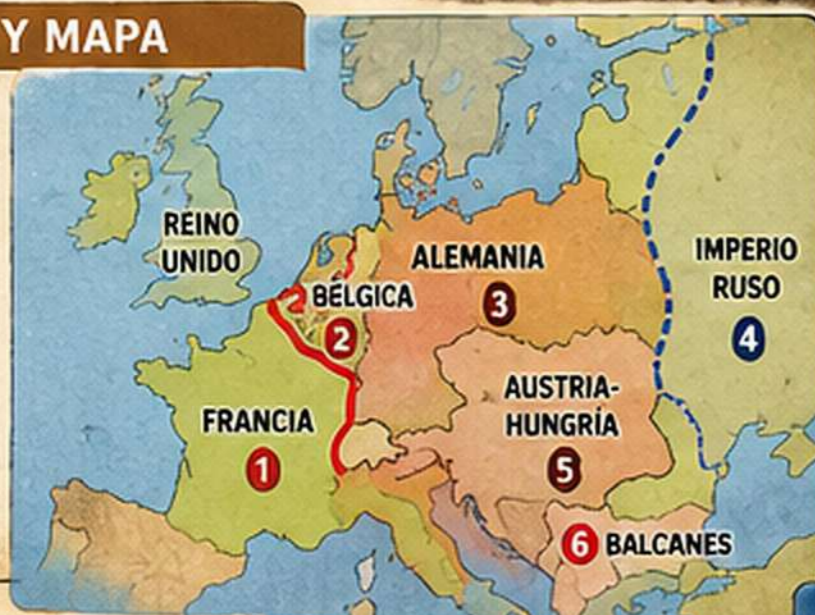 Y MAPA
REINO
UNIDO
ALEMANIA
3
BÉLGICA
2
IMPERIO
RUSO
4
FRANCIA
1
AUSTRIA-
HUNGRÍA
5
6 BALCANES